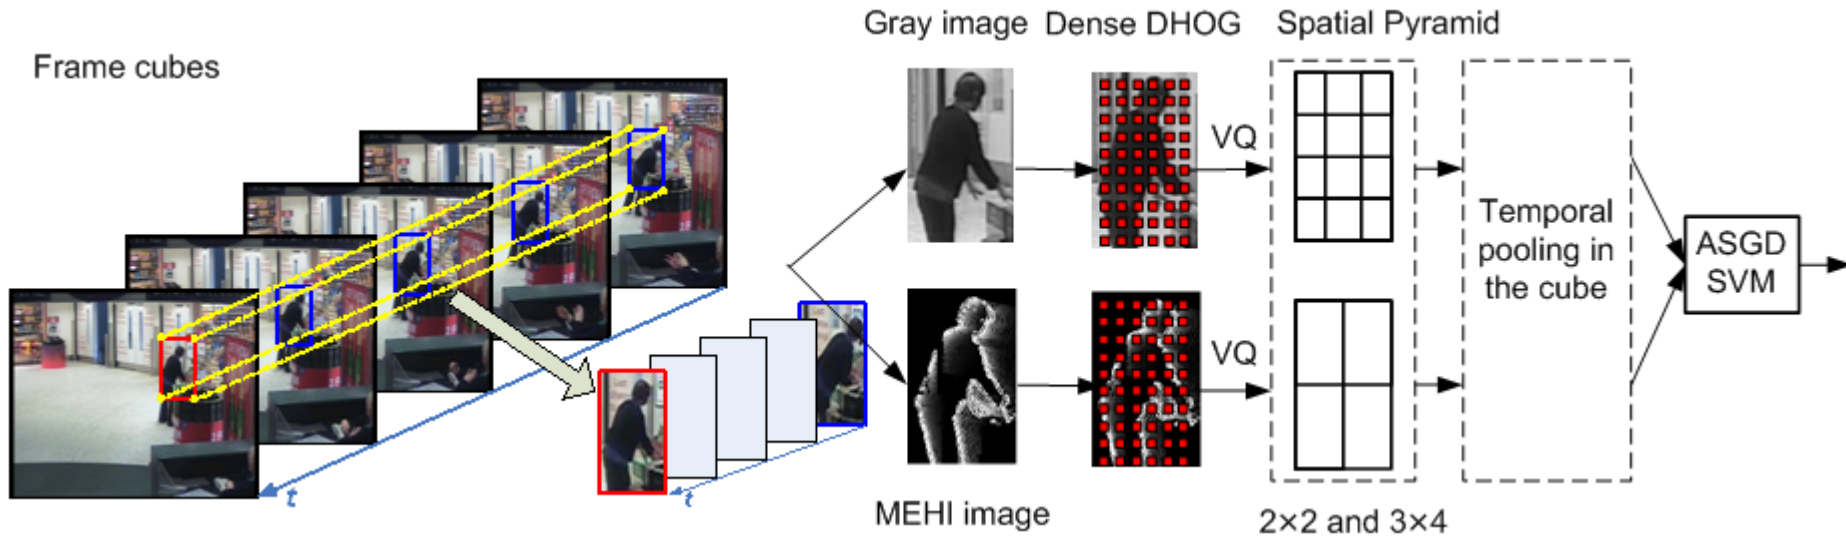 Frame cubes
t
t
Gray image
Dense DHOG
Spatial Pyramid
VQ
VQ
MEHI image
2×2 and 3×4
Temporal
pooling in
the cube
ASGD
SVM